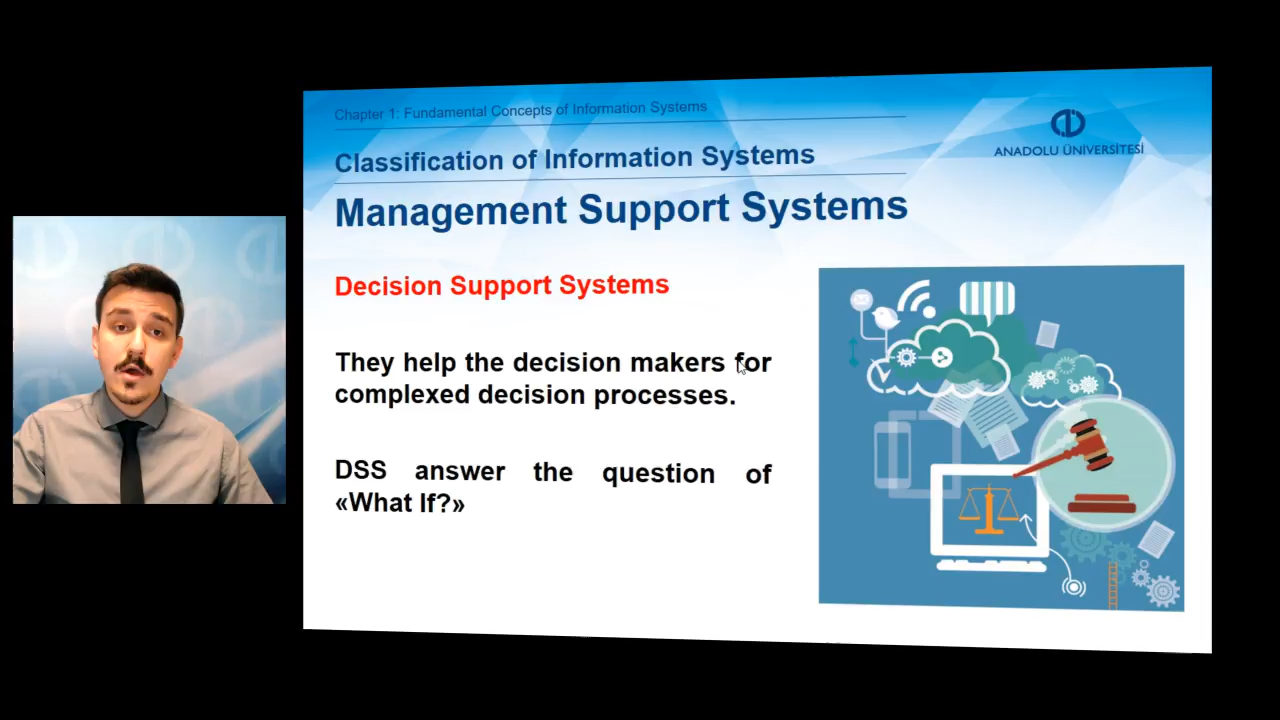 Chapter 1: Fundamental Concepts of Information Systems
ANADOLU ÜNİVERSİTESİ
Classification of Information Systems
Management Support Systems
Decision Support Systems
They help the decision makers for
complexed decision processes.
DSS answer the question of
«What If?»